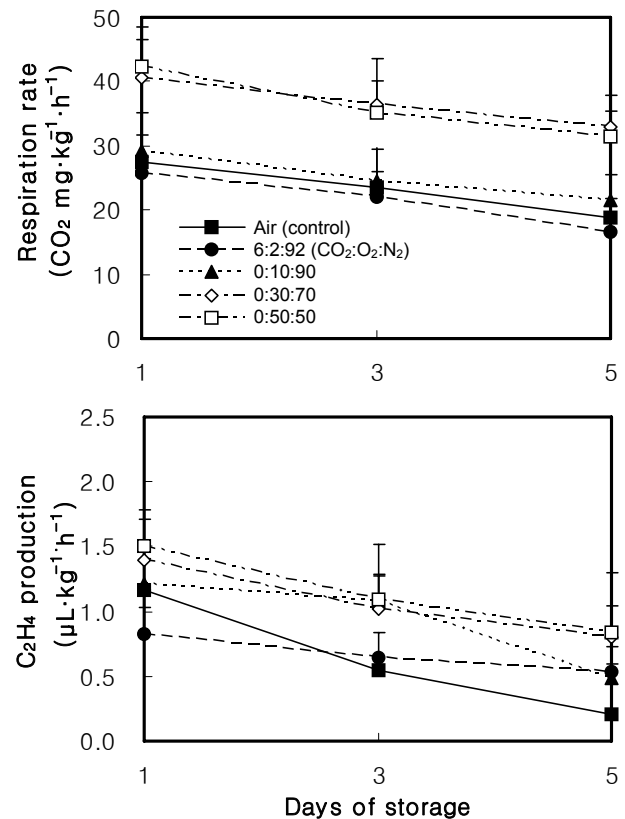 50
40
30
20
10
0
Respiration rate
(CO₂ mg·kg⁻¹·h⁻¹)
Air (control)
6:2:92 (CO₂:O₂:N₂)
0:10:90
0:30:70
0:50:50
1 3 5
2.5
2.0
1.5
1.0
0.5
0.0
C₂H₄ production
(μL·kg⁻¹·h⁻¹)
1 3 5
Days of storage